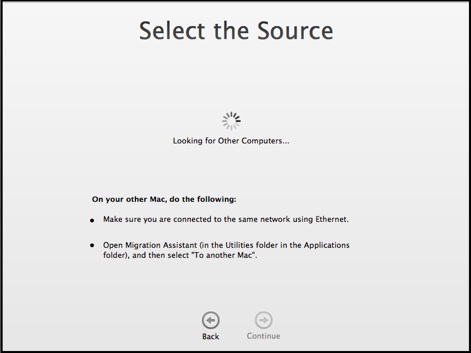 Select the Source
Looking for Other Computers...
On your other Mac, do the following:
Make sure you are connected to the same network using Ethernet.
Open Migration Assistant (in the Utilities folder in the Applications
folder), and then select "To another Mac".
Back Continue